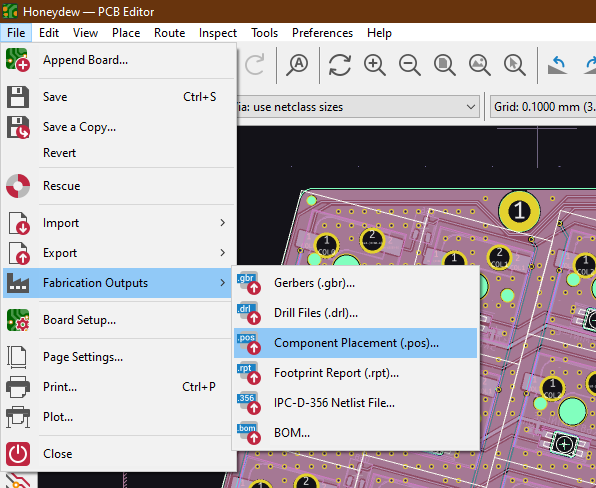 Honeydew — PCB Editor
File Edit View Place Route Inspect Tools Preferences Help
Append Board...
Save Ctrl+S
ia: use netclass sizes
Grid: 0.1000 mm (3.
Save a Copy...
Revert
Rescue
Import
Export
Fabrication Outputs
Board Setup...
Page Settings...
Print... Ctrl+P
Plot...
Close
.gbr Gerbers (.gbr)...
.drl Drill Files (.drl)...
.pos Component Placement (.pos)...
.rpt Footprint Report (.rpt)...
.356 IPC-D-356 Netlist File...
.bom BOM...
1
1
2
1
2
1
1
1
2
1